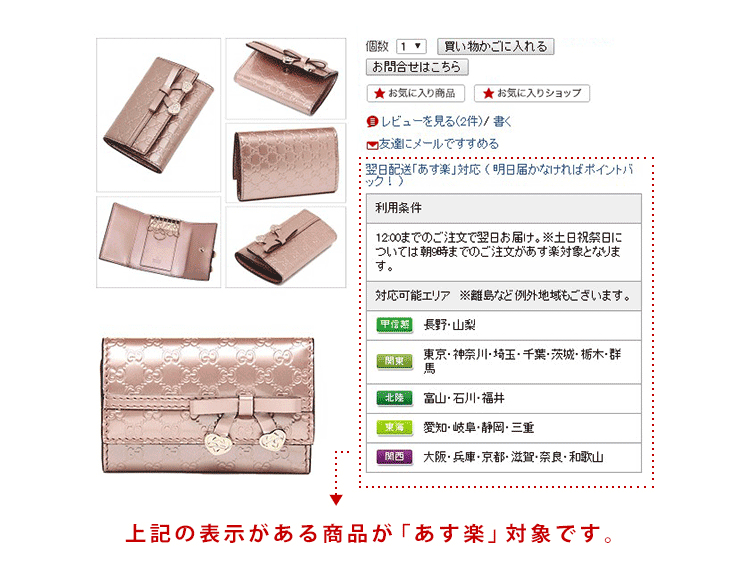 個数 1 ▼ 買い物かごに入れる
お問合せはこちら
★お気に入り商品 ★お気に入りショップ
レビューを見る(2件)/ 書く
友達にメールですすめる
翌日配送「あす楽」対応 ( 明日届かなければポイントバ
ック！ )
利用条件
12:00までのご注文で翌日お届け。※土日祝祭日に
ついては朝9時までのご注文があす楽対象となりま
す。
対応可能エリア ※離島など例外地域もございます。
甲信越 長野・山梨
関東 東京・神奈川・埼玉・千葉・茨城・栃木・群
馬
北陸 富山・石川・福井
東海 愛知・岐阜・静岡・三重
関西 大阪・兵庫・京都・滋賀・奈良・和歌山
上記の表示がある商品が「あす楽」対象です。